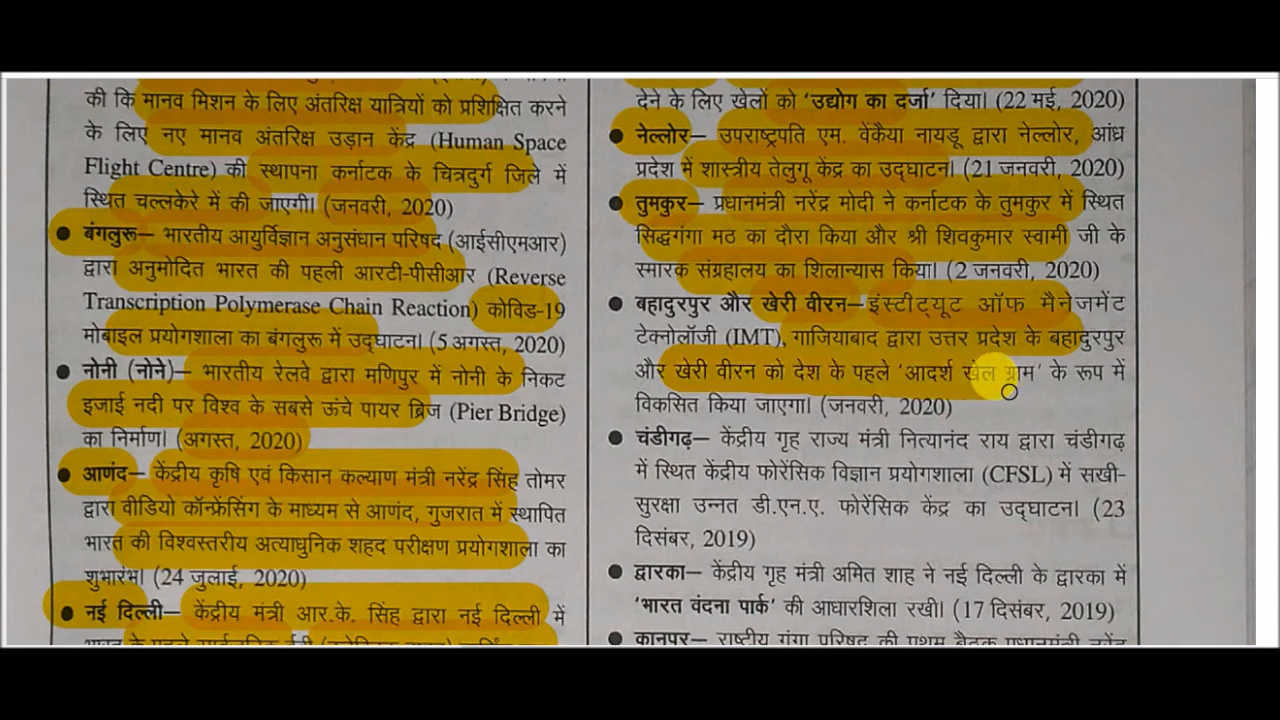 की कि मानव मिशन के लिए अंतरिक्ष यात्रियों को प्रशिक्षित करने
के लिए नए मानव अंतरिक्ष उड़ान केंद्र (Human Space
Flight Centre) की स्थापना कर्नाटक के चित्रदुर्ग जिले में
स्थित चल्लकेरे में की जाएगी। (जनवरी, 2020)
● बंगलुरू– भारतीय आयुर्विज्ञान अनुसंधान परिषद (आईसीएमआर)
द्वारा अनुमोदित भारत की पहली आरटी-पीसीआर (Reverse
Transcription Polymerase Chain Reaction) कोविड-19
मोबाइल प्रयोगशाला का बंगलुरू में उद्घाटन। (5 अगस्त, 2020)
● नोनी (नोने)– भारतीय रेलवे द्वारा मणिपुर में नोनी के निकट
इजाई नदी पर विश्व के सबसे ऊंचे पायर ब्रिज (Pier Bridge)
का निर्माण। (अगस्त, 2020)
● आणंद– केंद्रीय कृषि एवं किसान कल्याण मंत्री नरेंद्र सिंह तोमर
द्वारा वीडियो कॉन्फ्रेंसिंग के माध्यम से आणंद, गुजरात में स्थापित
भारत की विश्वस्तरीय अत्याधुनिक शहद परीक्षण प्रयोगशाला का
शुभारंभ। (24 जुलाई, 2020)
● नई दिल्ली– केंद्रीय मंत्री आर.के. सिंह द्वारा नई दिल्ली में
भारत के पहले सार्वजनिक ईवी
देने के लिए खेलों को 'उद्योग का दर्जा' दिया। (22 मई, 2020)
● नेल्लोर– उपराष्ट्रपति एम. वेंकैया नायडू द्वारा नेल्लोर, आंध्र
प्रदेश में शास्त्रीय तेलुगू केंद्र का उद्घाटन। (21 जनवरी, 2020)
● तुमकुर– प्रधानमंत्री नरेंद्र मोदी ने कर्नाटक के तुमकुर में स्थित
सिद्धगंगा मठ का दौरा किया और श्री शिवकुमार स्वामी जी के
स्मारक संग्रहालय का शिलान्यास किया। (2 जनवरी, 2020)
● बहादुरपुर और खेरी वीरन–इंस्टीट्यूट ऑफ मैनेजमेंट
टेक्नोलॉजी (IMT), गाजियाबाद द्वारा उत्तर प्रदेश के बहादुरपुर
और खेरी वीरन को देश के पहले 'आदर्श खेल ग्राम' के रूप में
विकसित किया जाएगा। (जनवरी, 2020)
● चंडीगढ़– केंद्रीय गृह राज्य मंत्री नित्यानंद राय द्वारा चंडीगढ़
में स्थित केंद्रीय फोरेंसिक विज्ञान प्रयोगशाला (CFSL) में सखी-
सुरक्षा उन्नत डी.एन.ए. फोरेंसिक केंद्र का उद्घाटन। (23
दिसंबर, 2019)
● द्वारका– केंद्रीय गृह मंत्री अमित शाह ने नई दिल्ली के द्वारका में
'भारत वंदना पार्क' की आधारशिला रखी। (17 दिसंबर, 2019)
● कानपुर– राष्ट्रीय गंगा परिषद की प्रथम बैठक प्रधानमंत्री नरेंद्र